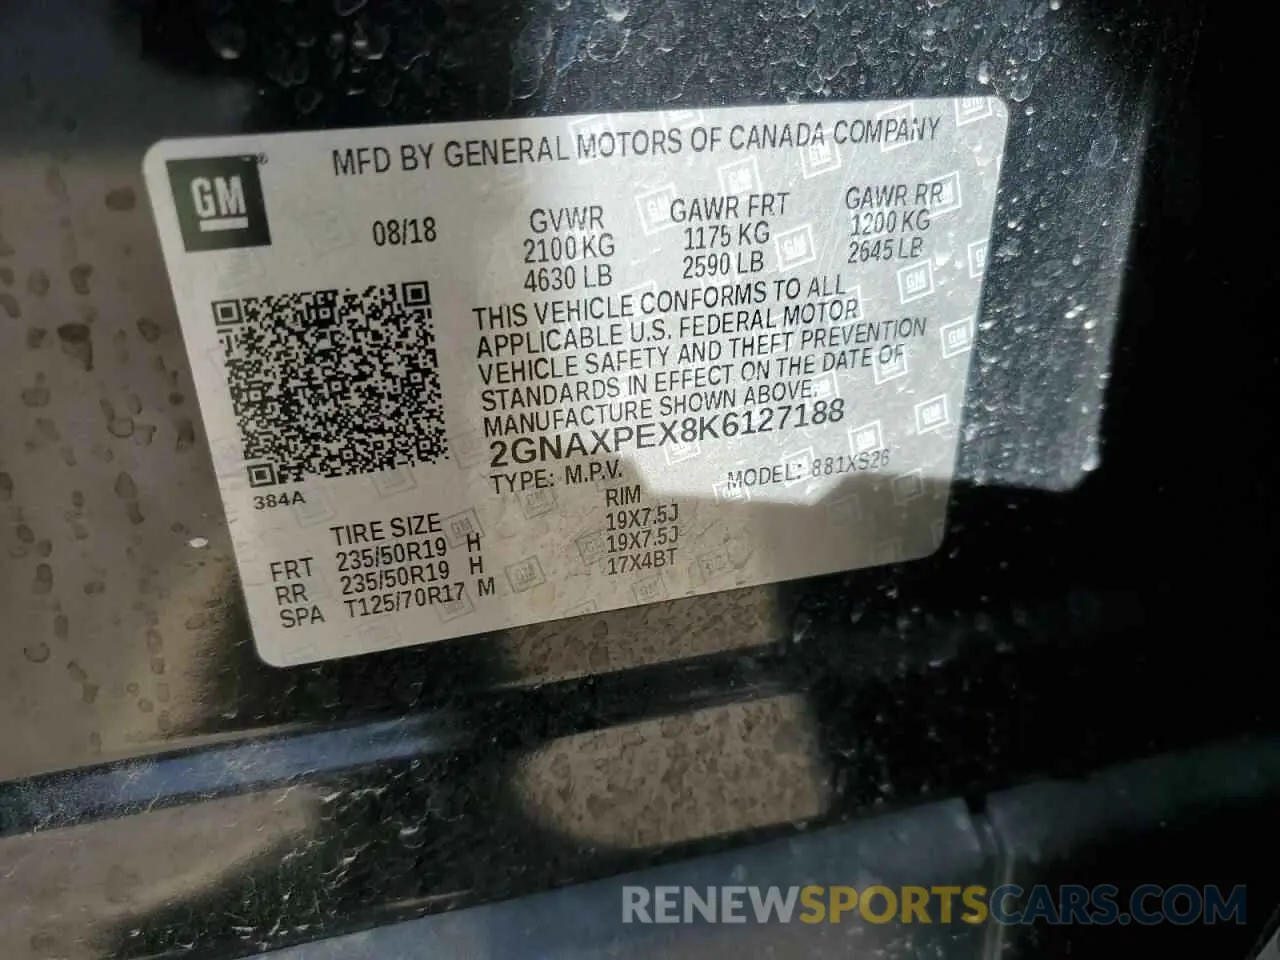 GM®
MFD BY GENERAL MOTORS OF CANADA COMPANY
08/18
GVWR
2100 KG
4630 LB
GAWR FRT
1175 KG
2590 LB
GAWR RR
1200 KG
2645 LB
THIS VEHICLE CONFORMS TO ALL
APPLICABLE U.S. FEDERAL MOTOR
VEHICLE SAFETY AND THEFT PREVENTION
STANDARDS IN EFFECT ON THE DATE OF
MANUFACTURE SHOWN ABOVE.
2GNAXPEX8K6127188
TYPE: M.P.V. MODEL: 881XS26
384A
TIRE SIZE RIM
FRT 235/50R19 H 19X7.5J
RR 235/50R19 H 19X7.5J
SPA T125/70R17 M 17X4BT
RENEWSPORTSCARS.COM